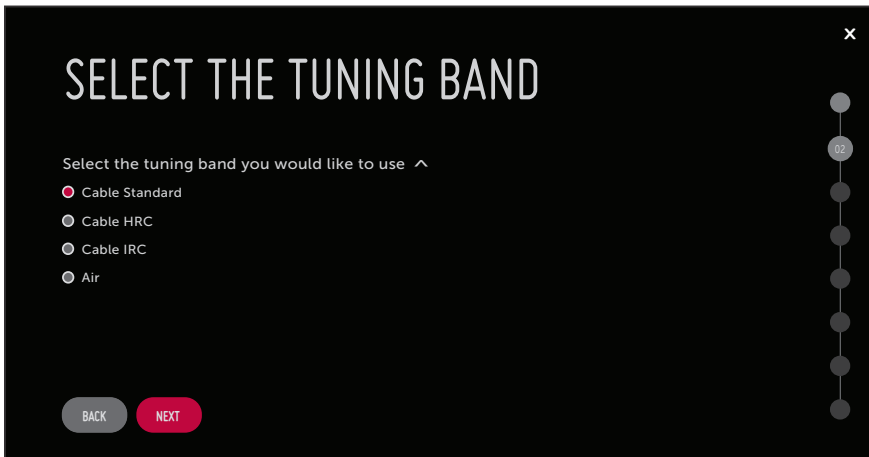 X
SELECT THE TUNING BAND
02
Select the tuning band you would like to use
Cable Standard
Cable HRC
Cable IRC
Air
BACK
NEXT